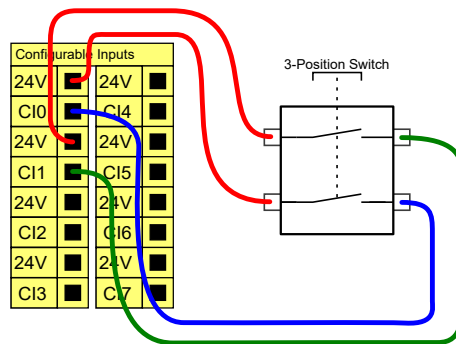 Configurable Inputs
3-Position Switch
24V 24V
CI0 CI4
24V 24V
CI1 CI5
24V 24V
CI2 CI6
24V 24V
CI3 CI7